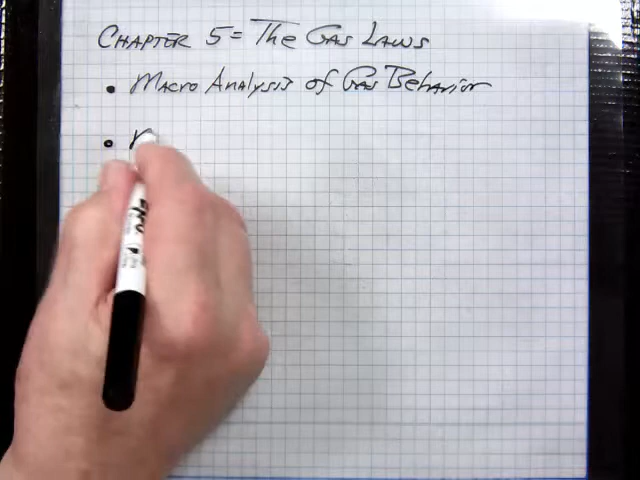 CHAPTER 5 = The GAS LAWS
• MACRO ANALYSIS of GAS BEHAVIOR
•